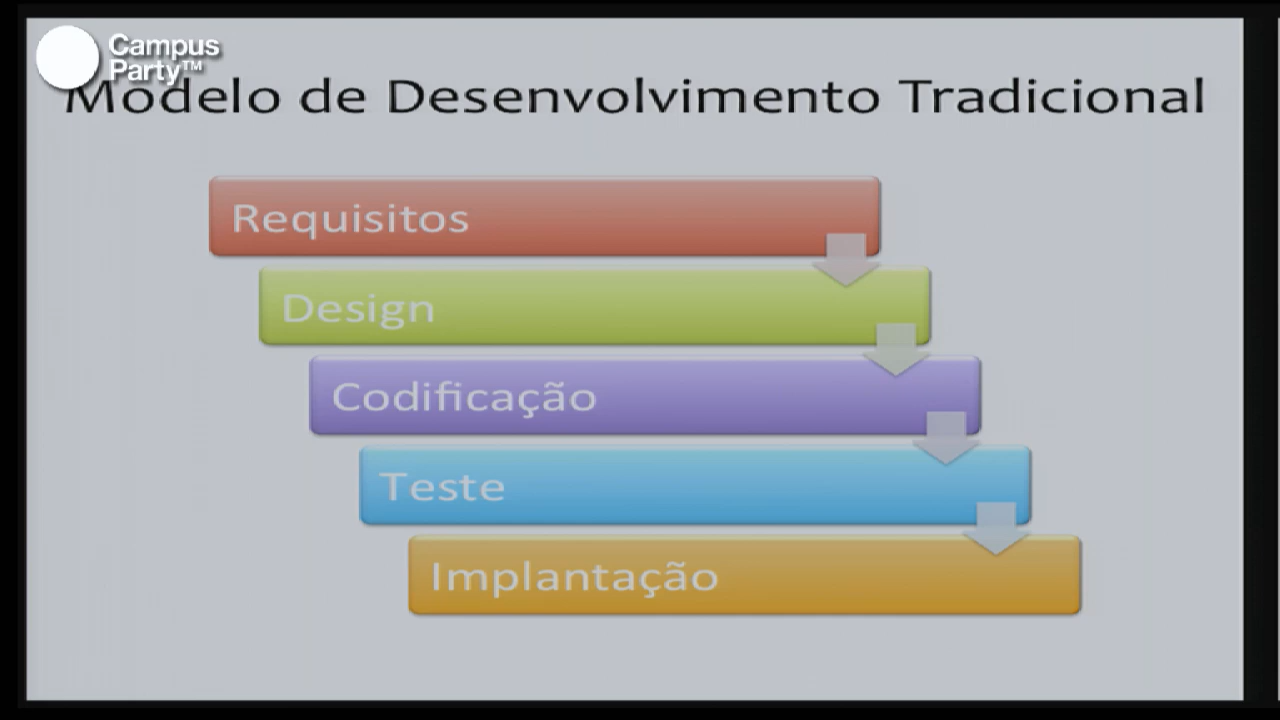 Campus
Party™
Modelo de Desenvolvimento Tradicional
Requisitos
Design
Codificação
Teste
Implantação